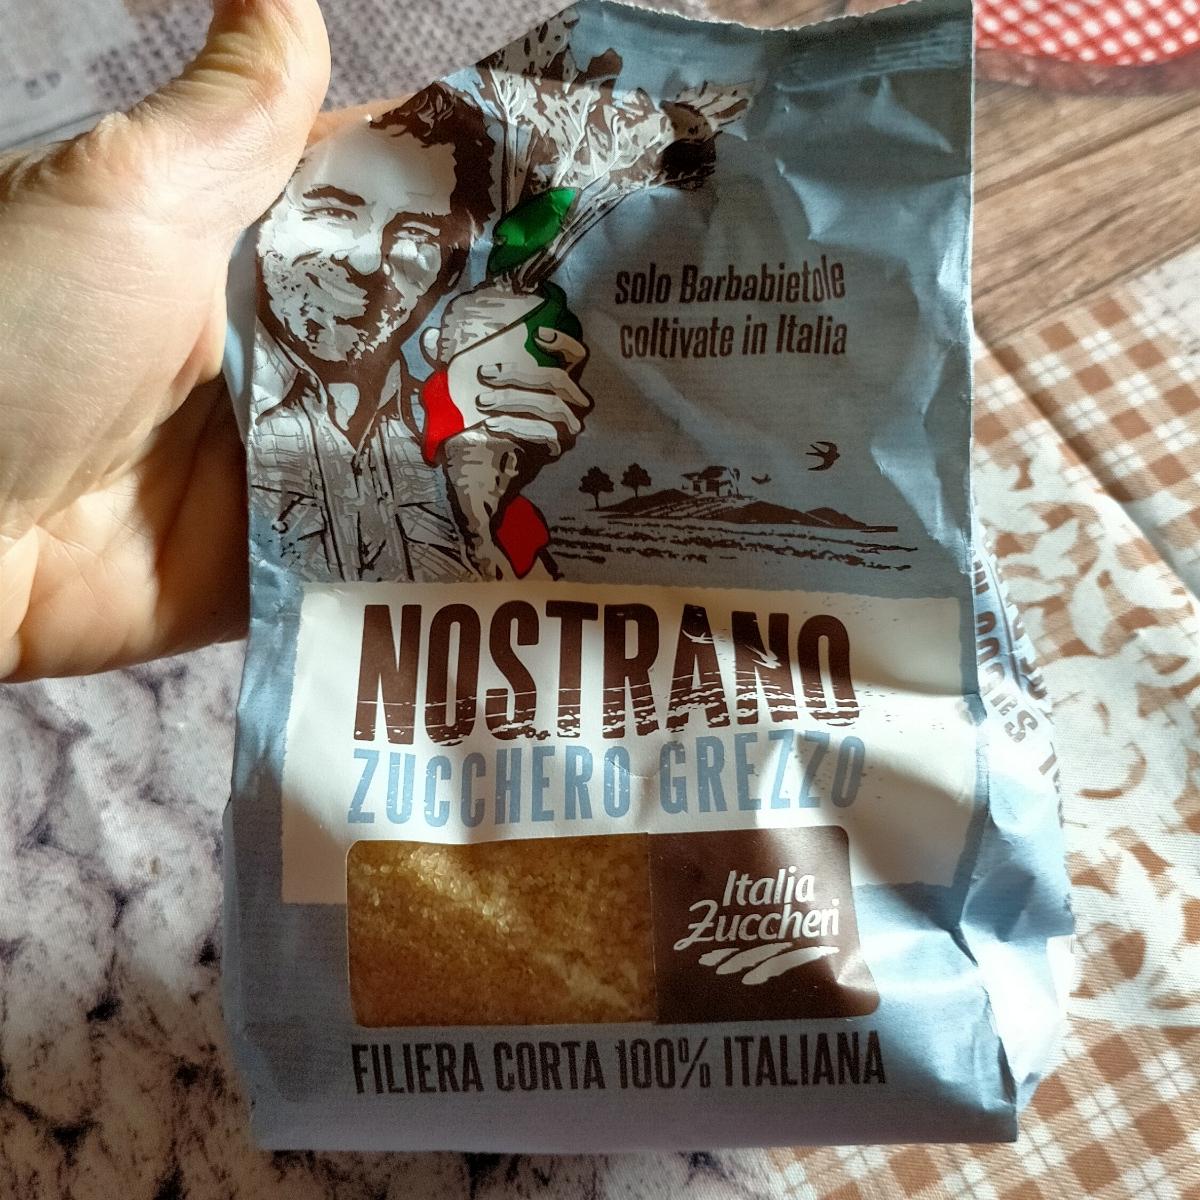 solo Barbabietole
coltivate in Italia
NOSTRANO
ZUCCHERO GREZZO
Italia
Zuccheri
FILIERA CORTA 100% ITALIANA